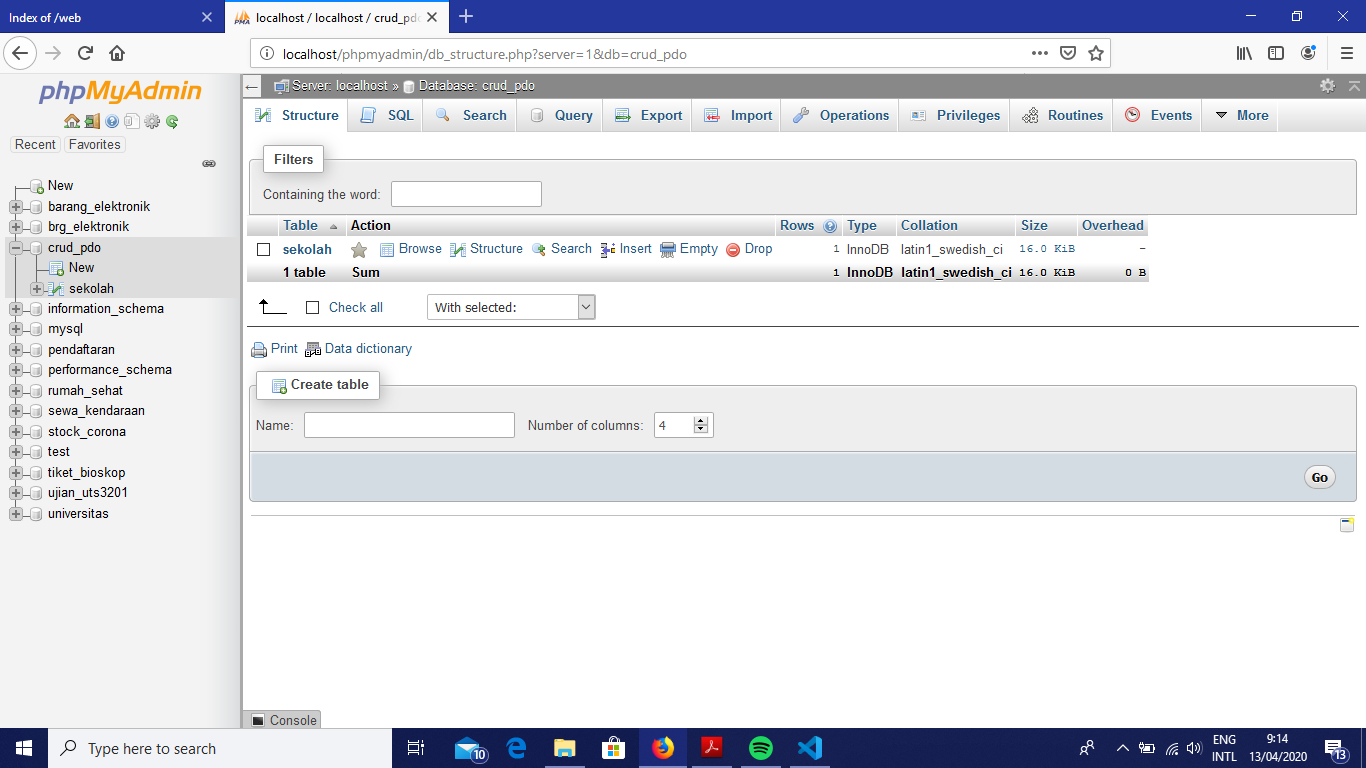 Index of /web
localhost / localhost / crud_pdo
localhost/phpmyadmin/db_structure.php?server=1&db=crud_pdo
phpMyAdmin
Recent Favorites
New
barang_elektronik
brg_elektronik
crud_pdo
New
sekolah
information_schema
mysql
pendaftaran
performance_schema
rumah_sehat
sewa_kendaraan
stock_corona
test
tiket_bioskop
ujian_uts3201
universitas
Server: localhost » Database: crud_pdo
Structure SQL Search Query Export Import Operations Privileges Routines Events More
Filters
Containing the word:
Table Action Rows Type Collation Size Overhead
sekolah Browse Structure Search Insert Empty Drop 1 InnoDB latin1_swedish_ci 16.0 KiB –
1 table Sum 1 InnoDB latin1_swedish_ci 16.0 KiB 0 B
Check all With selected:
Print Data dictionary
Create table
Name: Number of columns: 4
Go
Console
Type here to search
10
ENG
INTL
9:14
13/04/2020
13